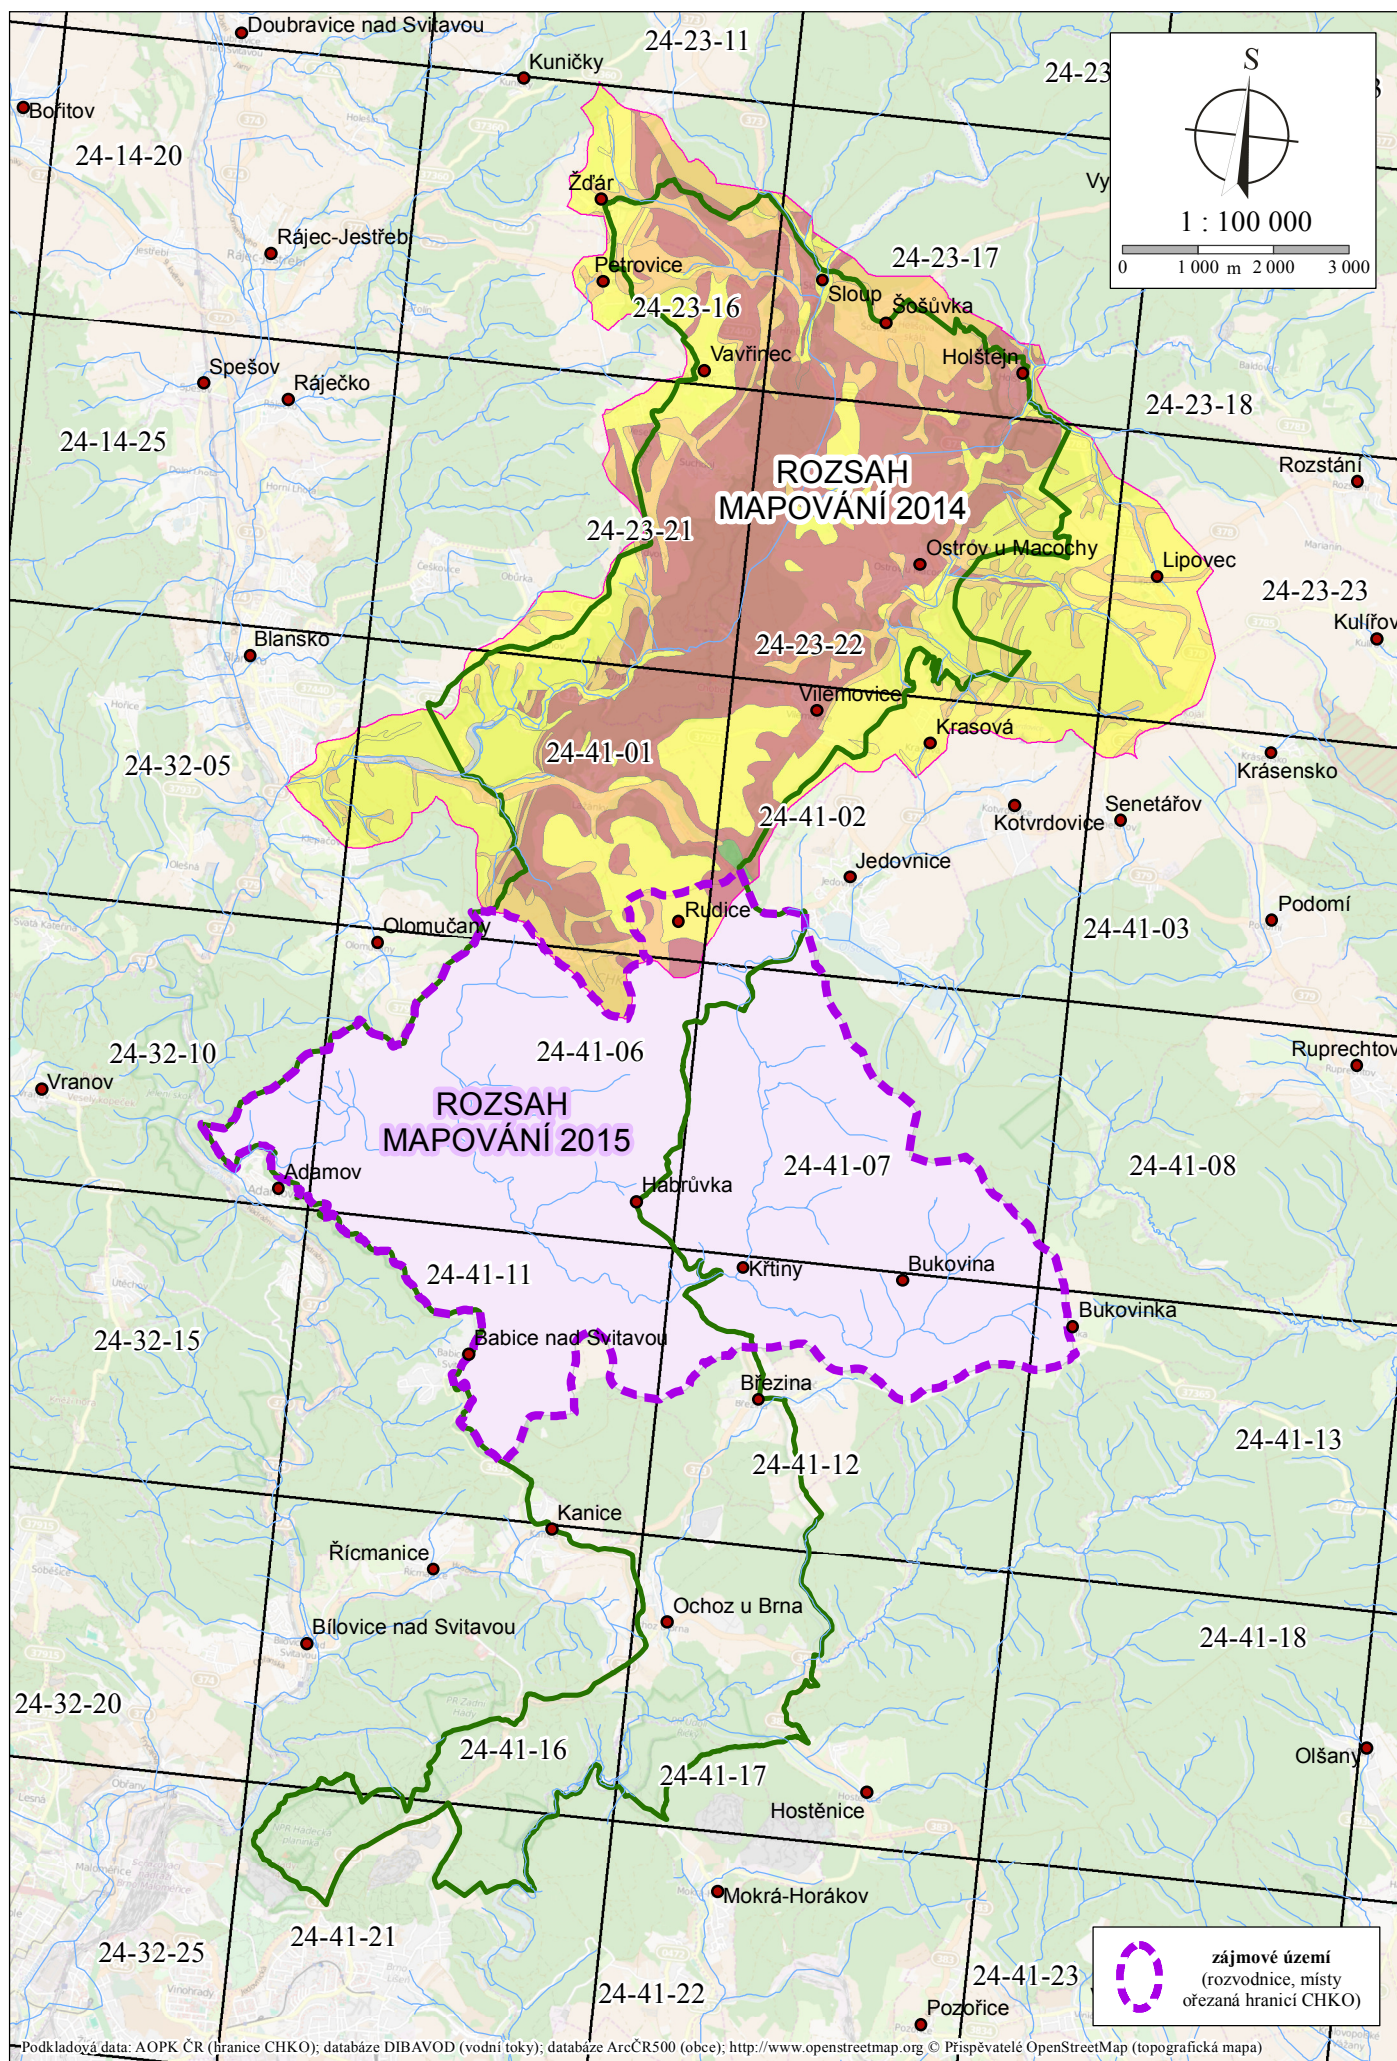 Doubravice nad Svitavou
24-23-11
Kuničky
24-23
S
Bořitov
24-14-20
Žďár
Vy
1 : 100 000
Rájec-Jestřebí
24-23-17
0 1 000 m 2 000 3 000
Petrovice
Sloup
24-23-16
Šošůvka
Vavřinec
Holštejn
Spešov
Ráječko
24-23-18
24-14-25
ROZSAH
MAPOVÁNÍ 2014
Rozstání
24-23-21
Ostrov u Macochy
Lipovec
24-23-23
Kulířov
Blansko
24-23-22
Vilémovice
Krasová
24-32-05
24-41-01
Krásensko
24-41-02
Kotvrdovice
Senetářov
Jedovnice
Rudice
Podomí
Olomučany
24-41-03
24-32-10
24-41-06
Ruprechtov
Vranov
ROZSAH
MAPOVÁNÍ 2015
24-41-07
24-41-08
Adamov
Habrůvka
Křtiny
Bukovina
24-41-11
Bukovinka
24-32-15
Babice nad Svitavou
Březina
24-41-13
24-41-12
Kanice
Řícmanice
Ochoz u Brna
Bílovice nad Svitavou
24-41-18
24-32-20
24-41-16
Olšany
24-41-17
Hostěnice
Mokrá-Horákov
24-41-21
24-32-25
24-41-22
24-41-23
Pozořice
zájmové území
(rozvodnice, místy
ořezaná hranicí CHKO)
Podkladová data: AOPK ČR (hranice CHKO); databáze DIBAVOD (vodní toky); databáze ArcČR500 (obce); http://www.openstreetmap.org © Přispěvatelé OpenStreetMap (topografická mapa)